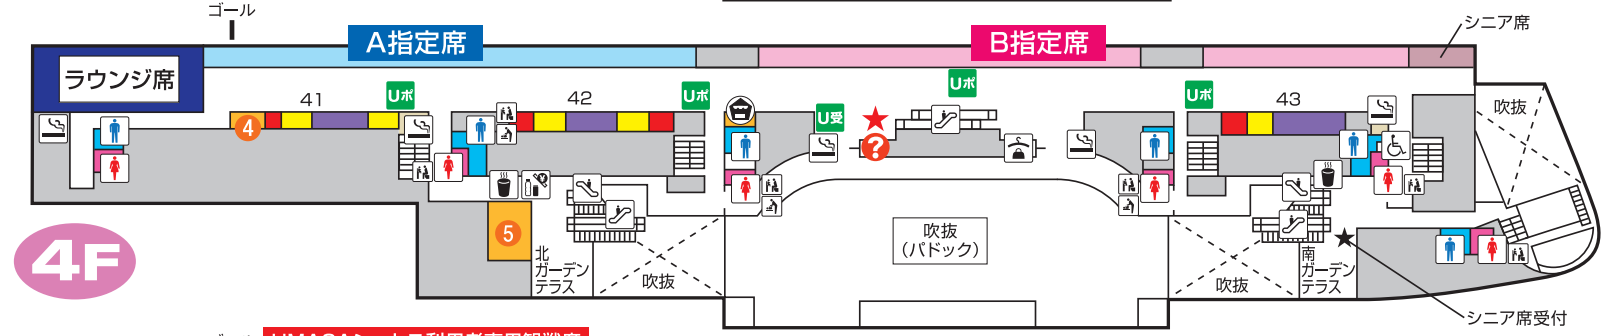 ゴール
A指定席
B指定席
シニア席
ラウンジ席
41
Uポ
42
Uポ
U受
Uポ
Uポ
43
吹抜
4
?
5
4F
北
ガーデン
テラス
吹抜
吹抜
(パドック)
吹抜
南
ガーデン
テラス
シニア席受付